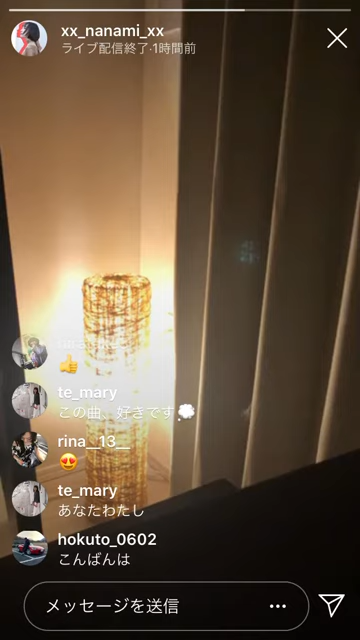 xx_nanami_xx
ライブ配信終了·1時間前
👍
te_mary
この曲、好きです💭
rina__13__
😍
te_mary
あなたわたし
hokuto_0602
こんばんは
メッセージを送信